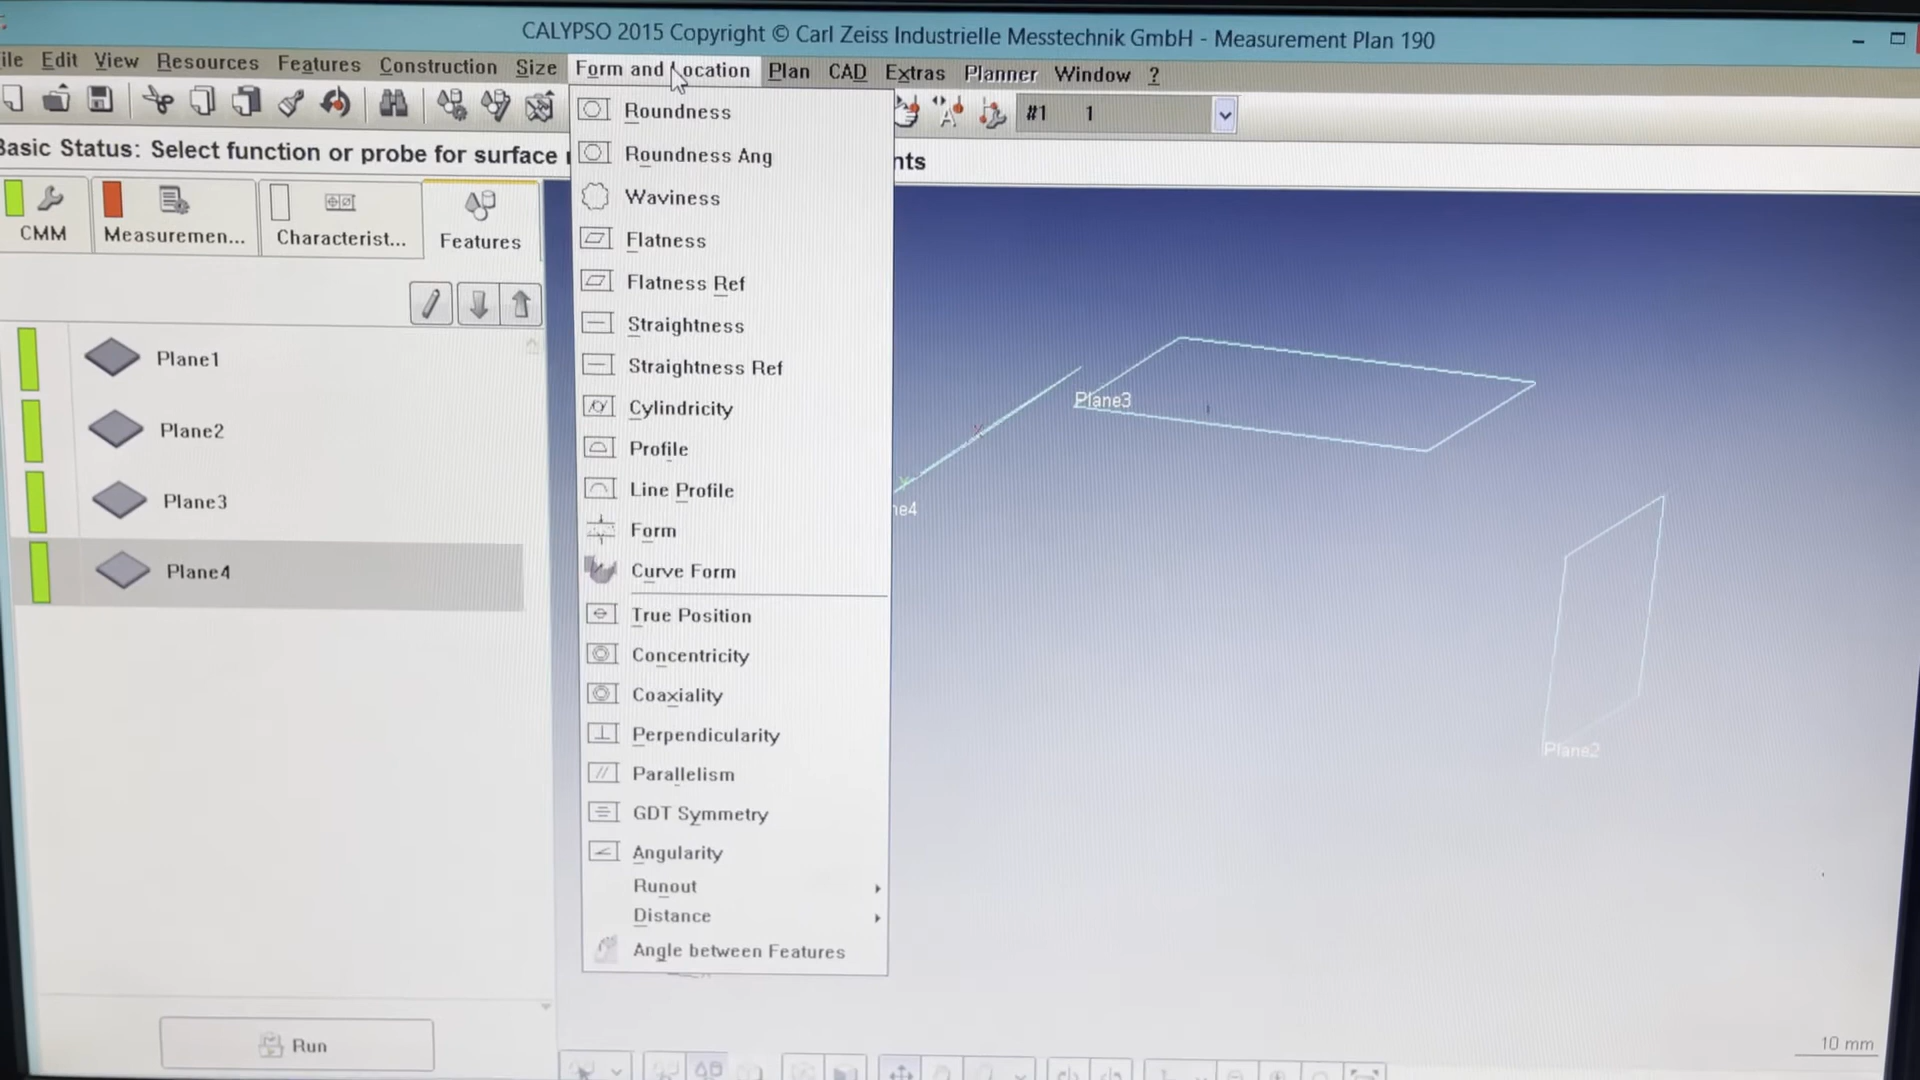 CALYPSO 2015 Copyright © Carl Zeiss Industrielle Messtechnik GmbH - Measurement Plan 190
ile Edit View Resources Features Construction Size Form and Location Plan CAD Extras Planner Window ?
#1 1
Basic Status: Select function or probe for surface
nts
CMM
Measuremen...
Characterist...
Features
Plane1
Plane2
Plane3
Plane4
Run
Roundness
Roundness Ang
Waviness
Flatness
Flatness Ref
Straightness
Straightness Ref
Cylindricity
Profile
Line Profile
Form
Curve Form
True Position
Concentricity
Coaxiality
Perpendicularity
Parallelism
GDT Symmetry
Angularity
Runout
Distance
Angle between Features
Plane3
X
Y
ne4
Plane2
10 mm